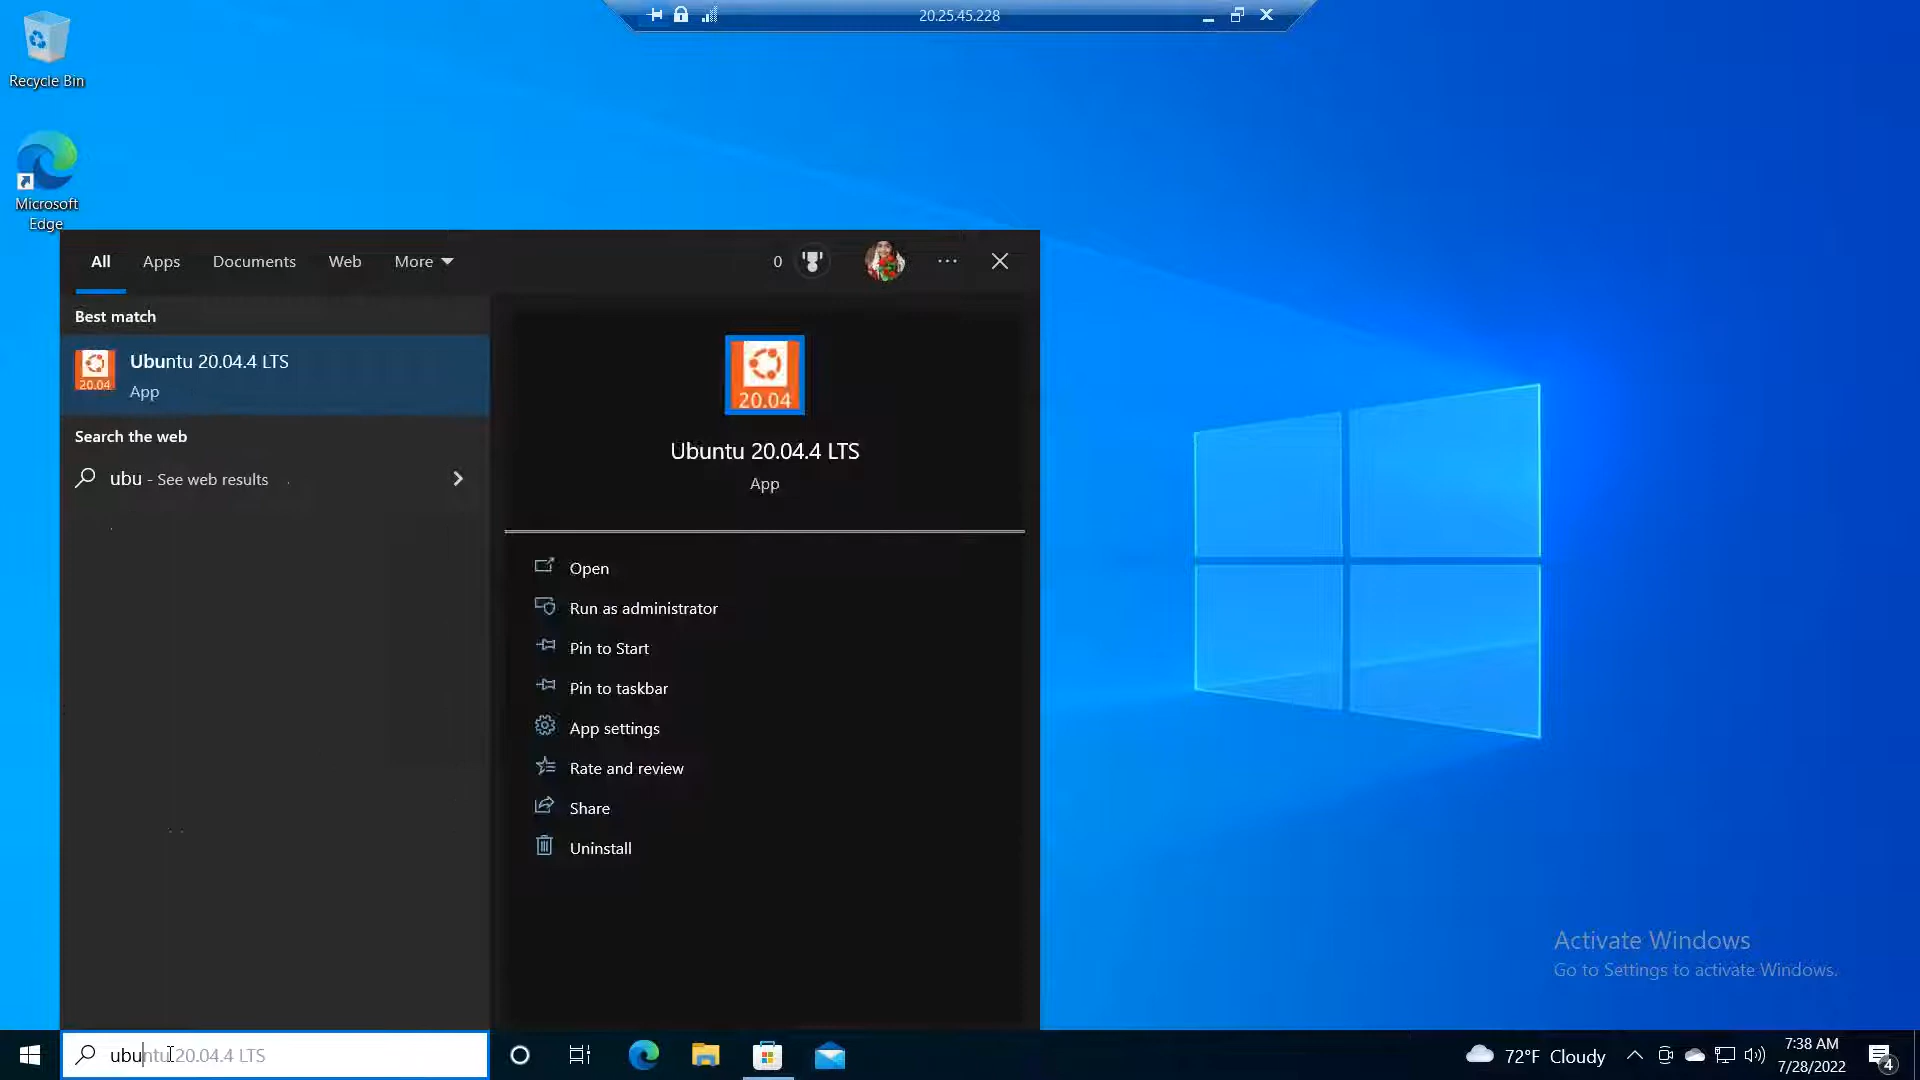 20.25.45.228
Recycle Bin
Microsoft
Edge
All Apps Documents Web More 0 ...
Best match
20.04
Ubuntu 20.04.4 LTS
App
Search the web
ubu - See web results
20.04
Ubuntu 20.04.4 LTS
App
Open
Run as administrator
Pin to Start
Pin to taskbar
App settings
Rate and review
Share
Uninstall
Activate Windows
Go to Settings to activate Windows.
ubuntu 20.04.4 LTS
72°F Cloudy
7:38 AM
7/28/2022
4